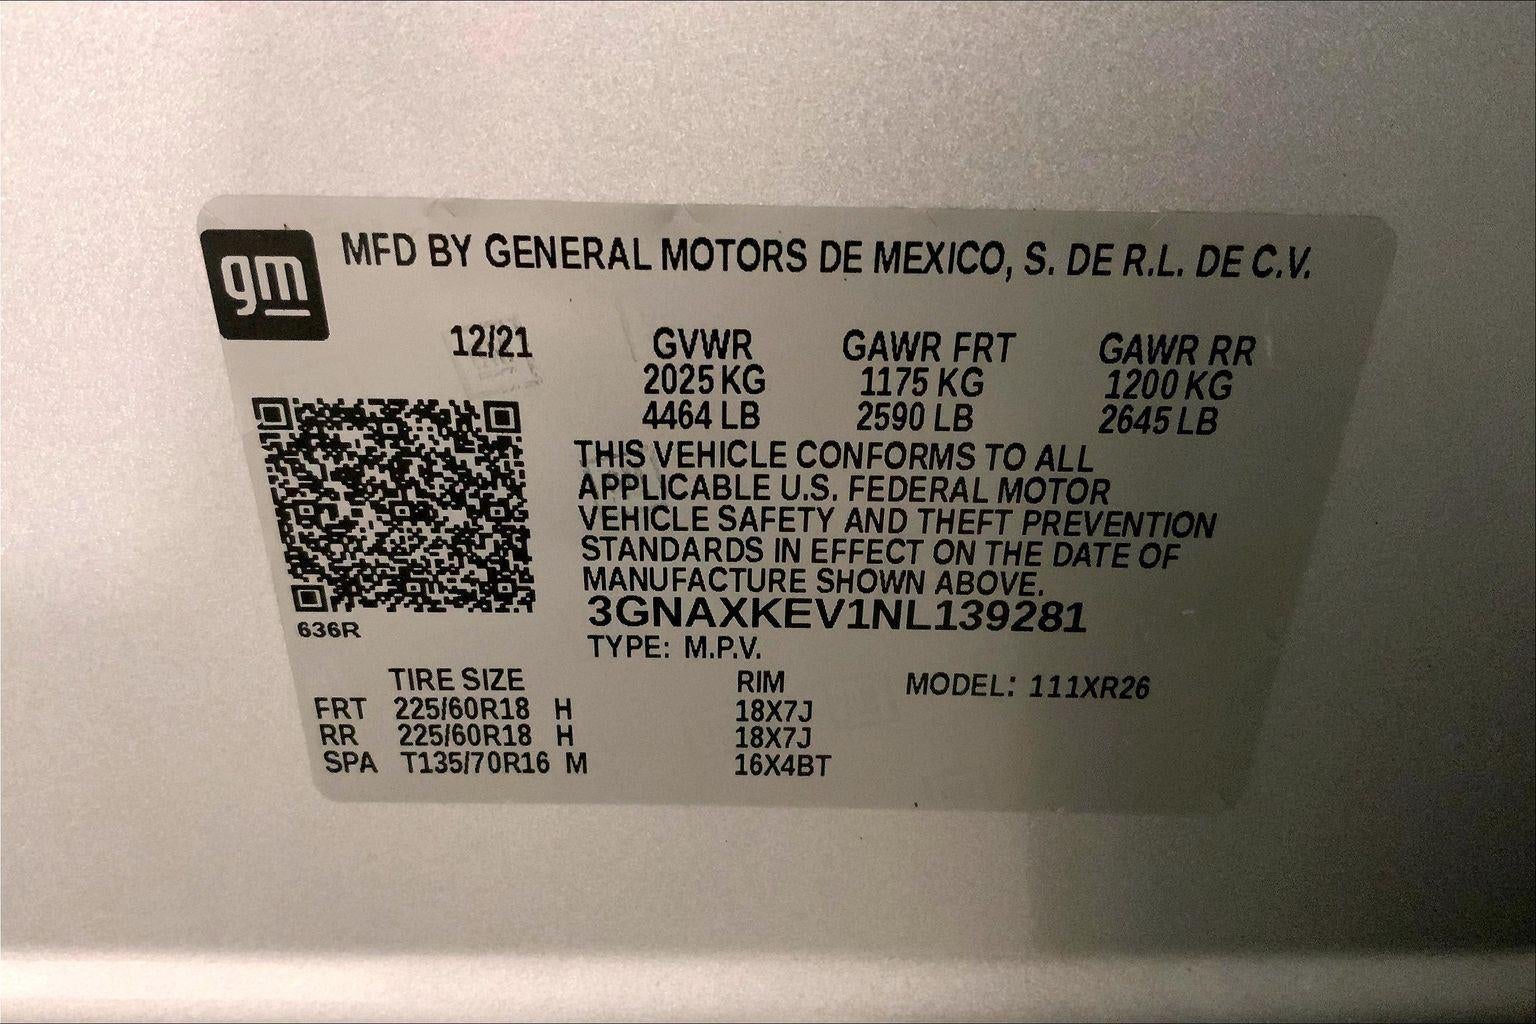 gm
MFD BY GENERAL MOTORS DE MEXICO, S. DE R.L. DE C.V.
12/21 GVWR GAWR FRT GAWR RR
2025 KG 1175 KG 1200 KG
4464 LB 2590 LB 2645 LB
THIS VEHICLE CONFORMS TO ALL
APPLICABLE U.S. FEDERAL MOTOR
VEHICLE SAFETY AND THEFT PREVENTION
STANDARDS IN EFFECT ON THE DATE OF
MANUFACTURE SHOWN ABOVE.
3GNAXKEV1NL139281
636R
TYPE: M.P.V.
TIRE SIZE RIM MODEL: 111XR26
FRT 225/60R18 H 18X7J
RR 225/60R18 H 18X7J
SPA T135/70R16 M 16X4BT